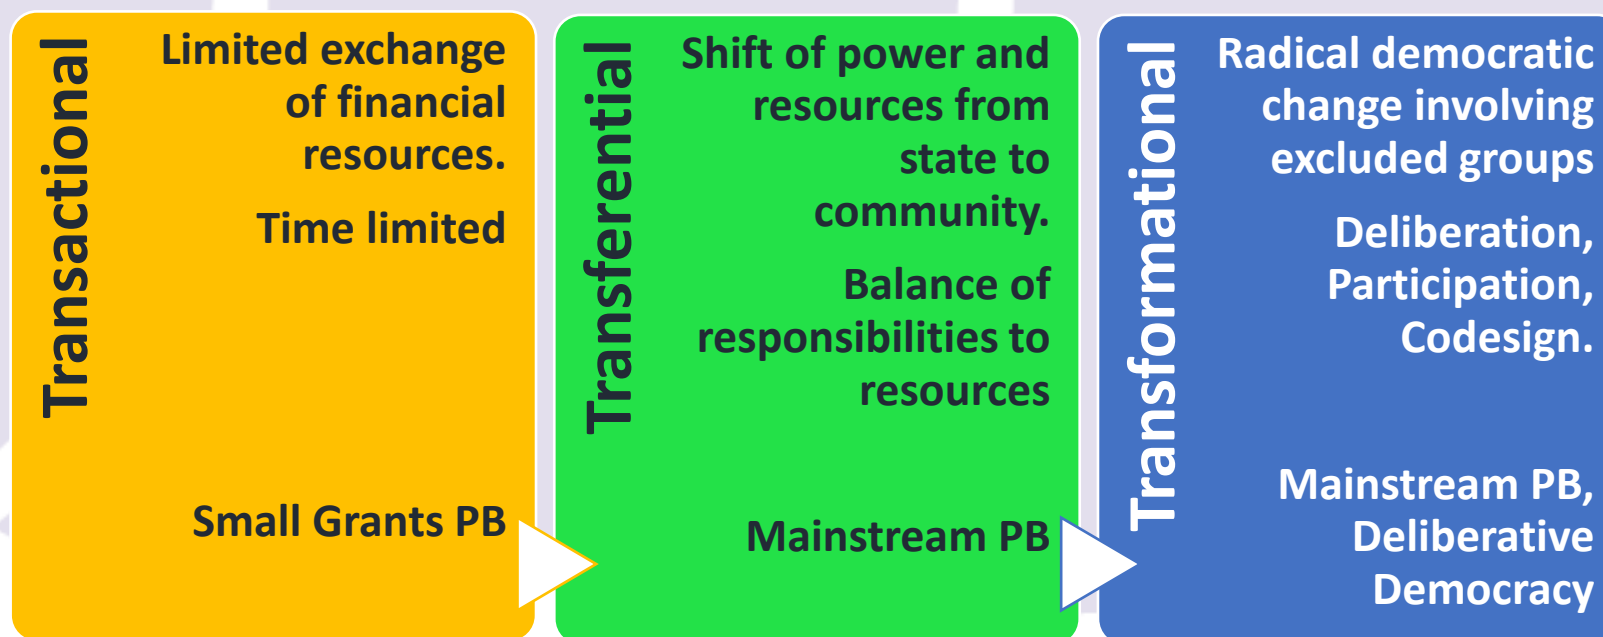 Transactional
Limited exchange
of financial
resources.
Time limited
Small Grants PB
Transferential
Shift of power and
resources from
state to
community.
Balance of
responsibilities to
resources
Mainstream PB
Transformational
Radical democratic
change involving
excluded groups
Deliberation,
Participation,
Codesign.
Mainstream PB,
Deliberative
Democracy